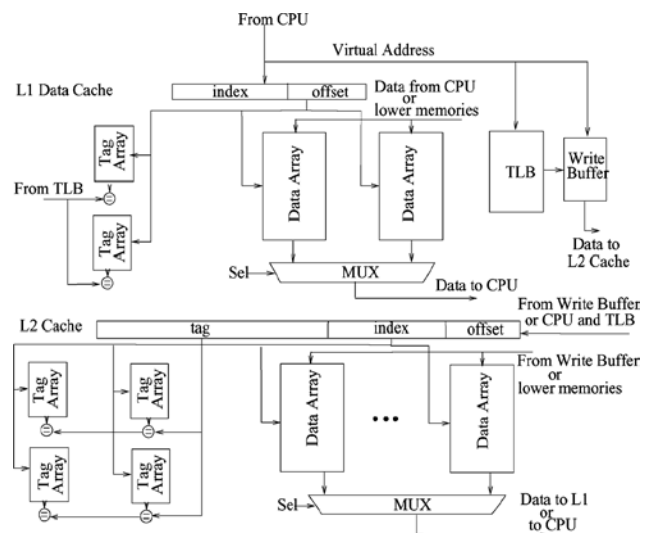 From CPU
Virtual Address
L1 Data Cache
index
offset
Data from CPU
or
lower memories
Tag
Array
Data Array
Data Array
TLB
Write
Buffer
From TLB
=
Tag
Array
=
Data to
L2 Cache
Sel
MUX
Data to CPU
From Write Buffer
or CPU and TLB
L2 Cache
tag
index
offset
From Write Buffer
or
lower memories
Tag
Array
Tag
Array
Data Array
•••
Data Array
=
=
Tag
Array
Tag
Array
=
=
Sel
MUX
Data to L1
or
to CPU